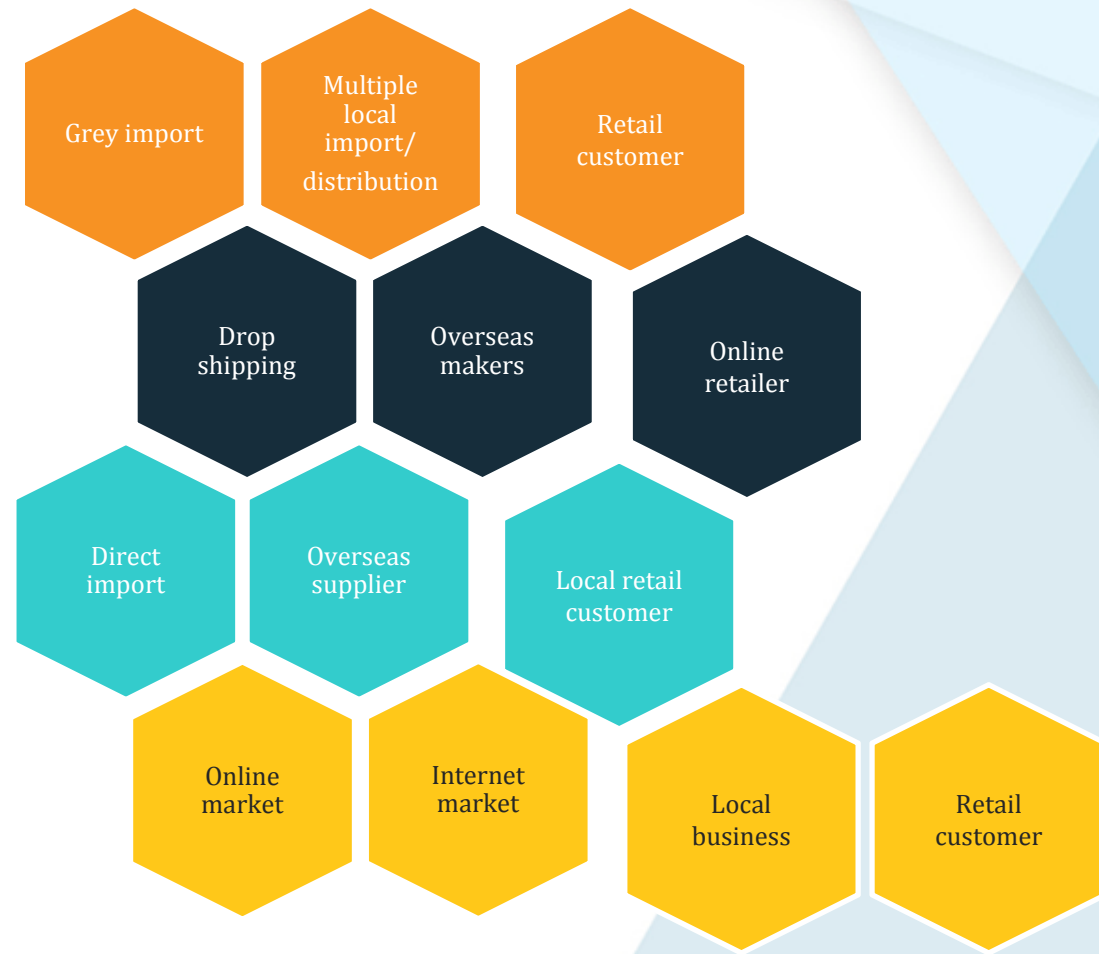 Grey import
Multiple
local
import/
distribution
Retail
customer
Drop
shipping
Overseas
makers
Online
retailer
Direct
import
Overseas
supplier
Local retail
customer
Online
market
Internet
market
Local
business
Retail
customer